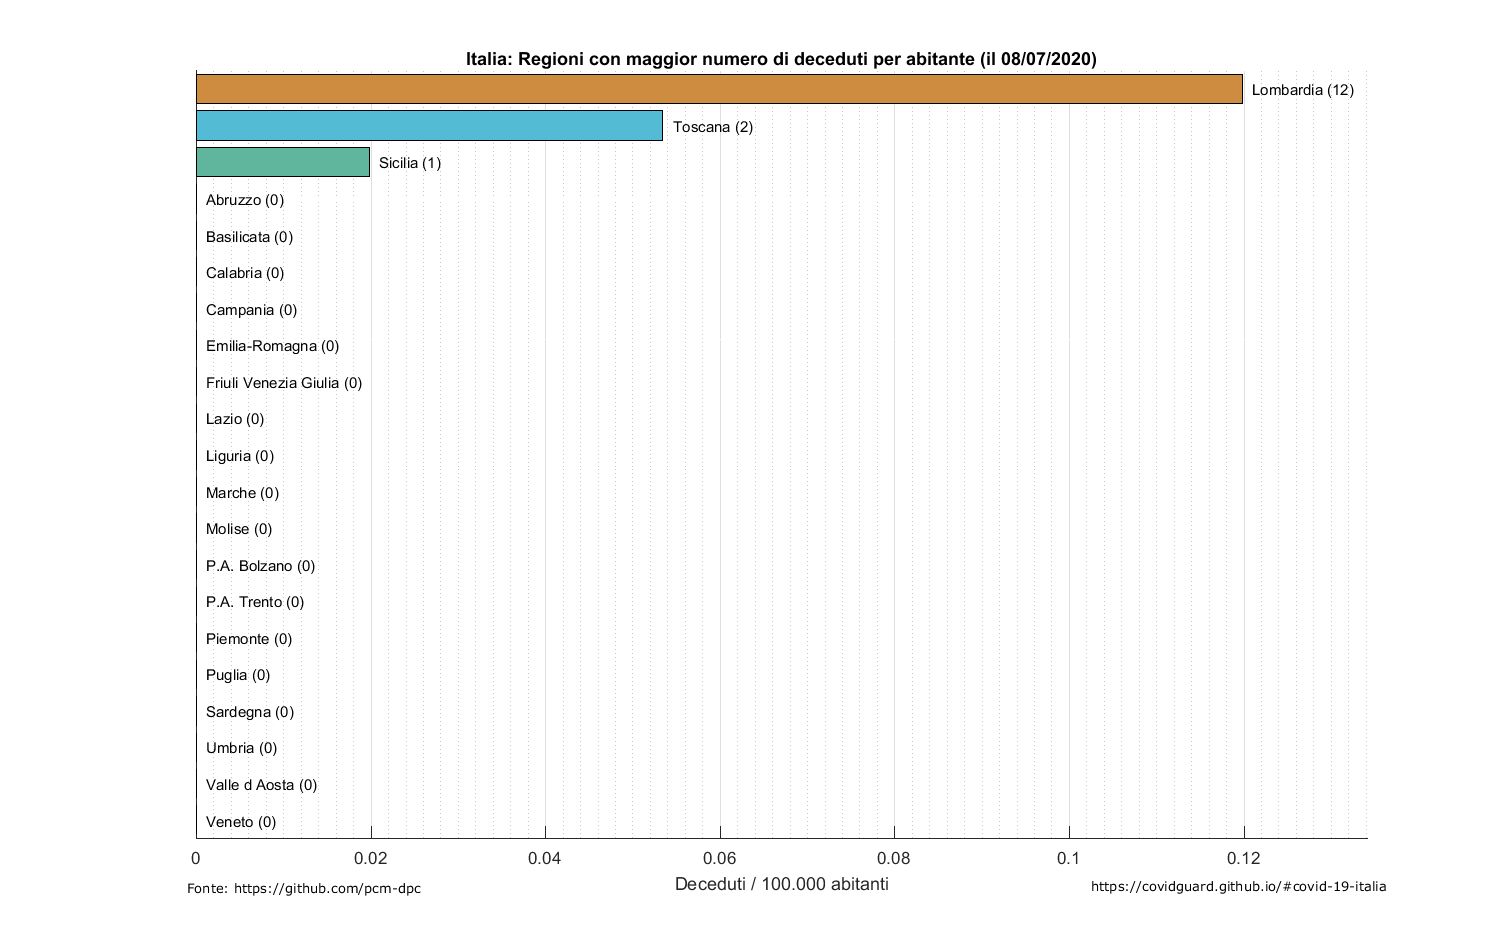 Italia: Regioni con maggior numero di deceduti per abitante (il 08/07/2020)
Lombardia (12)
Toscana (2)
Sicilia (1)
Abruzzo (0)
Basilicata (0)
Calabria (0)
Campania (0)
Emilia-Romagna (0)
Friuli Venezia Giulia (0)
Lazio (0)
Liguria (0)
Marche (0)
Molise (0)
P.A. Bolzano (0)
P.A. Trento (0)
Piemonte (0)
Puglia (0)
Sardegna (0)
Umbria (0)
Valle d Aosta (0)
Veneto (0)
0 0.02 0.04 0.06 0.08 0.1 0.12
Deceduti / 100.000 abitanti
Fonte: https://github.com/pcm-dpc
https://covidguard.github.io/#covid-19-italia